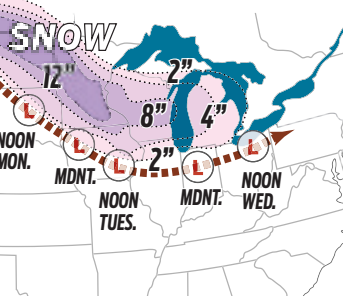 SNOW
2”
12”
8”
4”
L
NOON
MON.
L
MDNT.
L
NOON
TUES.
2”
L
MDNT.
L
NOON
WED.